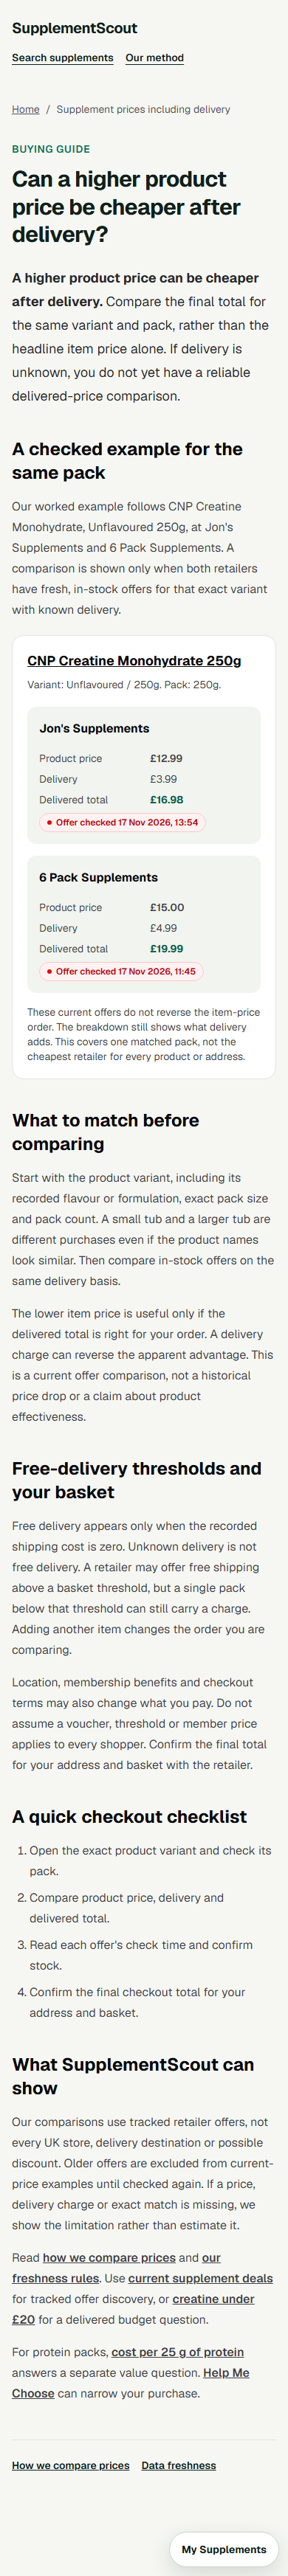 SupplementScout
Search supplements Our method
Home / Supplement prices including delivery
BUYING GUIDE
Can a higher product
price be cheaper after
delivery?
A higher product price can be cheaper
after delivery. Compare the final total for
the same variant and pack, rather than the
headline item price alone. If delivery is
unknown, you do not yet have a reliable
delivered-price comparison.
A checked example for the
same pack
Our worked example follows CNP Creatine
Monohydrate, Unflavoured 250g, at Jon's
Supplements and 6 Pack Supplements. A
comparison is shown only when both retailers
have fresh, in-stock offers for that exact variant
with known delivery.
CNP Creatine Monohydrate 250g
Variant: Unflavoured / 250g. Pack: 250g.
Jon's Supplements
Product price £12.99
Delivery £3.99
Delivered total £16.98
Offer checked 17 Nov 2026, 13:54
6 Pack Supplements
Product price £15.00
Delivery £4.99
Delivered total £19.99
Offer checked 17 Nov 2026, 11:45
These current offers do not reverse the item-price
order. The breakdown still shows what delivery
adds. This covers one matched pack, not the
cheapest retailer for every product or address.
What to match before
comparing
Start with the product variant, including its
recorded flavour or formulation, exact pack size
and pack count. A small tub and a larger tub are
different purchases even if the product names
look similar. Then compare in-stock offers on the
same delivery basis.
The lower item price is useful only if the
delivered total is right for your order. A delivery
charge can reverse the apparent advantage. This
is a current offer comparison, not a historical
price drop or a claim about product
effectiveness.
Free-delivery thresholds and
your basket
Free delivery appears only when the recorded
shipping cost is zero. Unknown delivery is not
free delivery. A retailer may offer free shipping
above a basket threshold, but a single pack
below that threshold can still carry a charge.
Adding another item changes the order you are
comparing.
Location, membership benefits and checkout
terms may also change what you pay. Do not
assume a voucher, threshold or member price
applies to every shopper. Confirm the final total
for your address and basket with the retailer.
A quick checkout checklist
1. Open the exact product variant and check its
pack.
2. Compare product price, delivery and
delivered total.
3. Read each offer's check time and confirm
stock.
4. Confirm the final checkout total for your
address and basket.
What SupplementScout can
show
Our comparisons use tracked retailer offers, not
every UK store, delivery destination or possible
discount. Older offers are excluded from current-
price examples until checked again. If a price,
delivery charge or exact match is missing, we
show the limitation rather than estimate it.
Read how we compare prices and our
freshness rules. Use current supplement deals
for tracked offer discovery, or creatine under
£20 for a delivered budget question.
For protein packs, cost per 25 g of protein
answers a separate value question. Help Me
Choose can narrow your purchase.
How we compare prices Data freshness
My Supplements